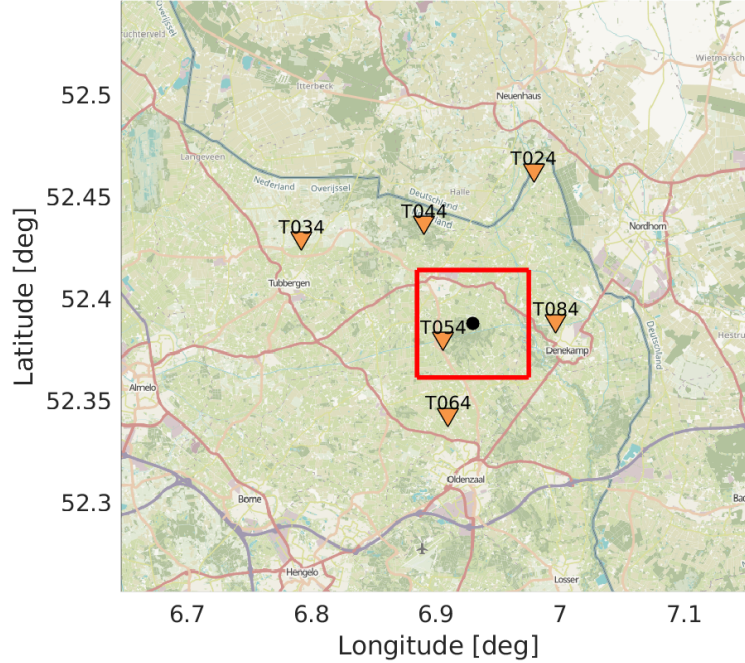 Overijssel
Wietmarsch
Itterbeck
52.5
Neuenhaus
Langeveen
T024
Nederland Overijssel
Halle
Deutschland
T044
52.45
T034
Nordhorn
Tubbergen
Latitude [deg]
52.4
T084
T054
Denekamp
Deutschland
Hestru
Almelo
52.35
T064
Oldenzaal
52.3
Borne
Bad
Hengelo
Losser
6.7 6.8 6.9 7 7.1
Longitude [deg]